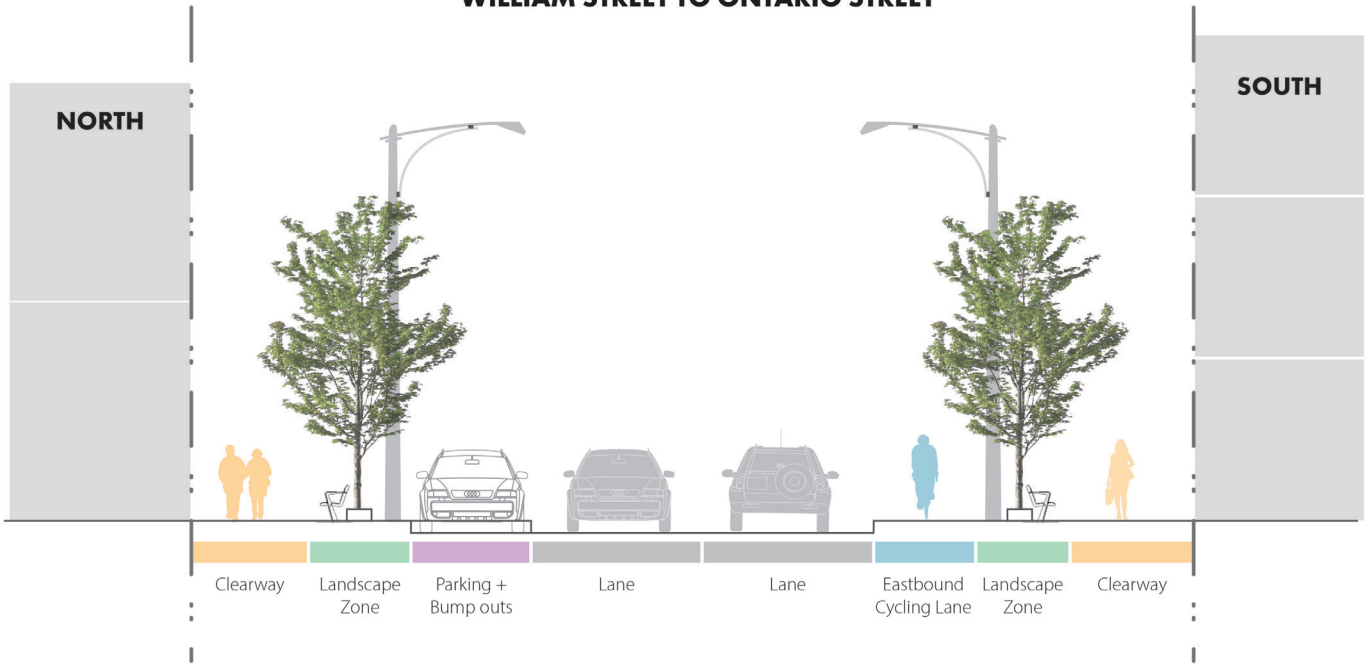 WILLIAM STREET TO ONTARIO STREET
NORTH
SOUTH
Clearway
Landscape
Zone
Parking +
Bump outs
Lane
Lane
Eastbound
Cycling Lane
Landscape
Zone
Clearway